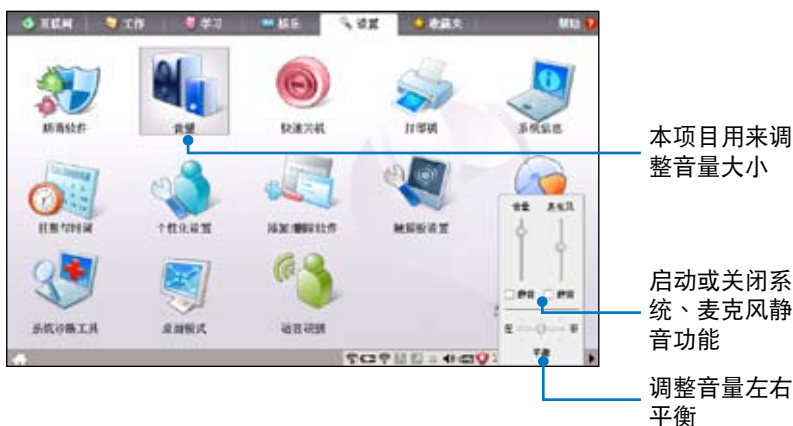 互联网 工作 学习 娱乐 设置 收藏夹 帮助
防毒软件 音量 快速关机 打印机 系统信息
日期与时间 个性化设置 添加/删除软件 触摸板设置
系统诊断工具 桌面模式 语言识别
音量 麦克风
静音 静音
左 右
平衡
本项目用来调
整音量大小
启动或关闭系
统、麦克风静
音功能
调整音量左右
平衡